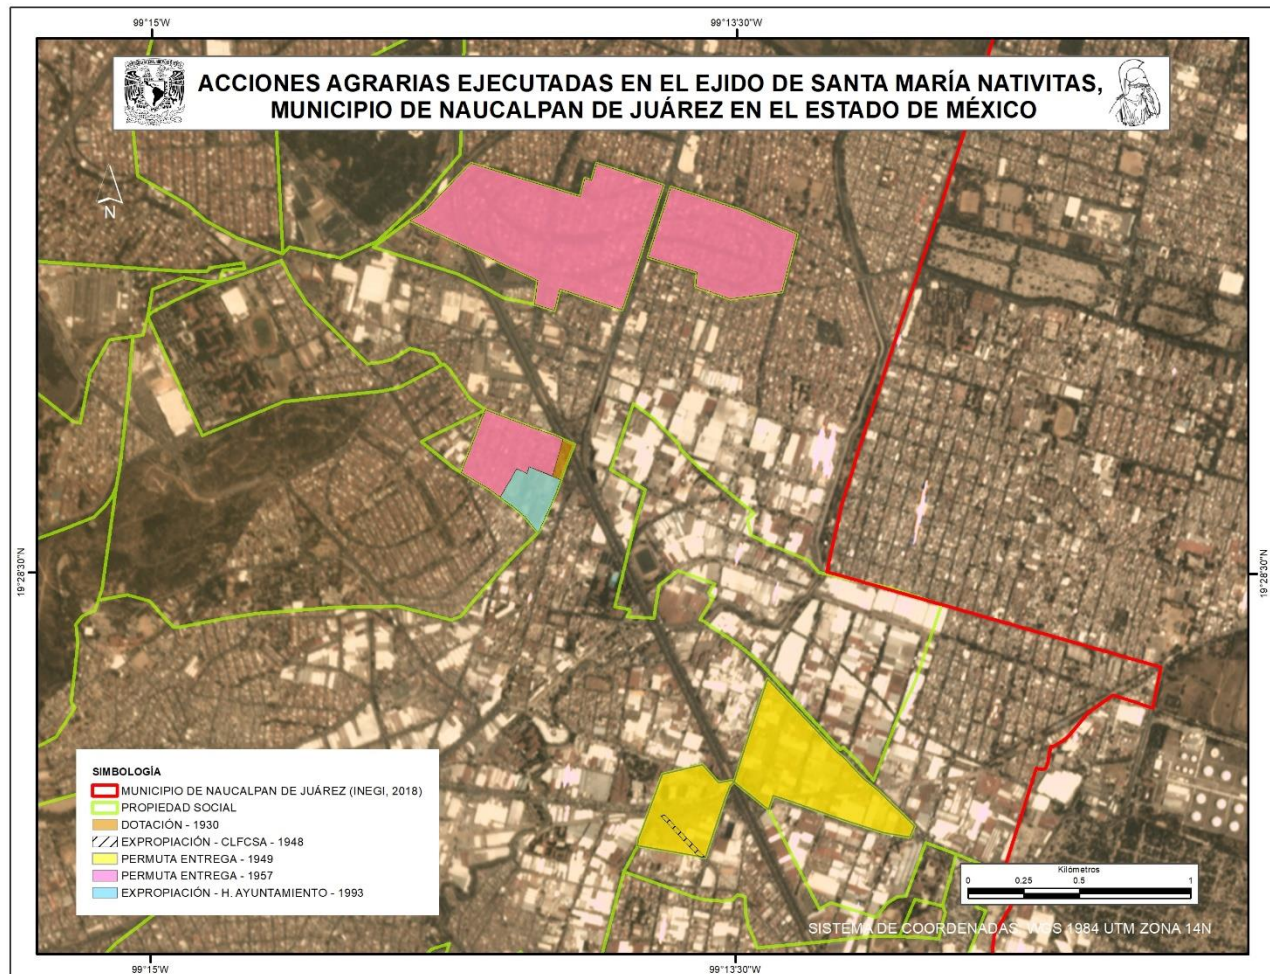 99°15'W
99°13'30"W
ACCIONES AGRARIAS EJECUTADAS EN EL EJIDO DE SANTA MARÍA NATIVITAS,
MUNICIPIO DE NAUCALPAN DE JUÁREZ EN EL ESTADO DE MÉXICO
N
19°28'30"N
19°28'30"N
SIMBOLOGÍA
MUNICIPIO DE NAUCALPAN DE JUÁREZ (INEGI, 2018)
PROPIEDAD SOCIAL
DOTACIÓN - 1930
EXPROPIACIÓN - CLFCSA - 1948
PERMUTA ENTREGA - 1949
PERMUTA ENTREGA - 1957
EXPROPIACIÓN - H. AYUNTAMIENTO - 1993
Kilómetros
0 0.25 0.5 1
SISTEMA DE COORDENADAS: WGS 1984 UTM ZONA 14N
99°15'W
99°13'30"W